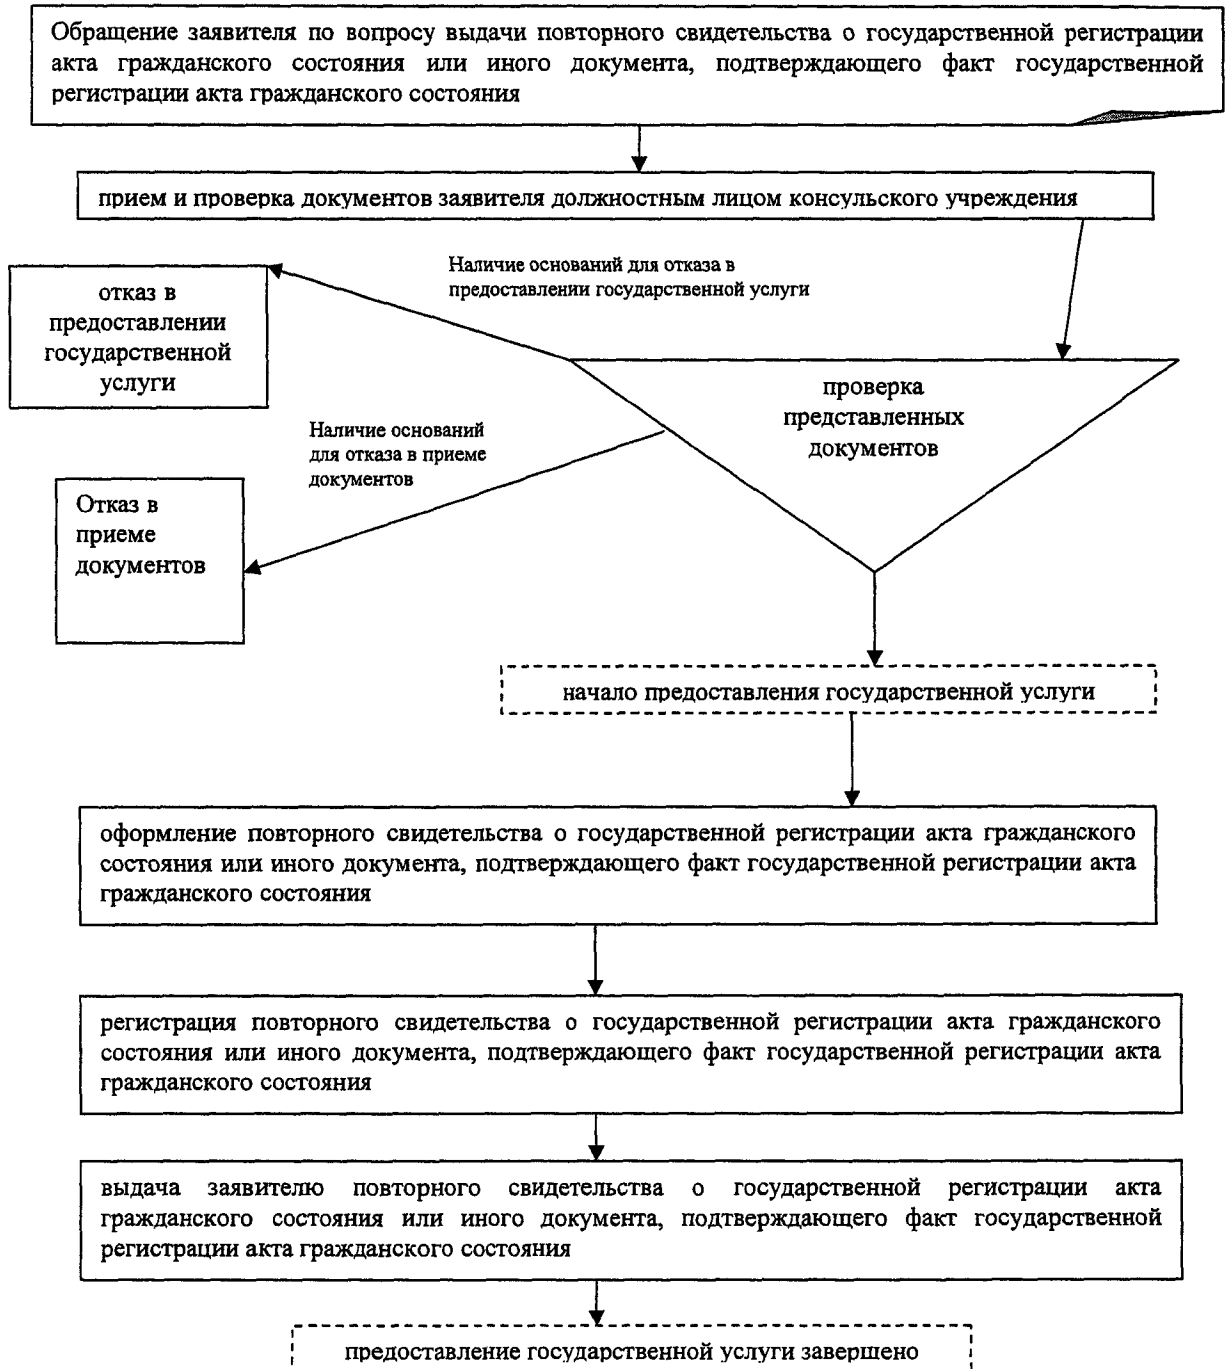 Обращение заявителя по вопросу выдачи повторного свидетельства о государственной регистрации
акта гражданского состояния или иного документа, подтверждающего факт государственной
регистрации акта гражданского состояния
прием и проверка документов заявителя должностным лицом консульского учреждения
Наличие оснований для отказа в
предоставлении государственной услуги
отказ в
предоставлении
государственной
услуги
проверка
представленных
документов
Наличие оснований
для отказа в приеме
документов
Отказ в
приеме
документов
начало предоставления государственной услуги
оформление повторного свидетельства о государственной регистрации акта гражданского
состояния или иного документа, подтверждающего факт государственной регистрации акта
гражданского состояния
регистрация повторного свидетельства о государственной регистрации акта гражданского
состояния или иного документа, подтверждающего факт государственной регистрации акта
гражданского состояния
выдача заявителю повторного свидетельства о государственной регистрации акта
гражданского состояния или иного документа, подтверждающего факт государственной
регистрации акта гражданского состояния
предоставление государственной услуги завершено